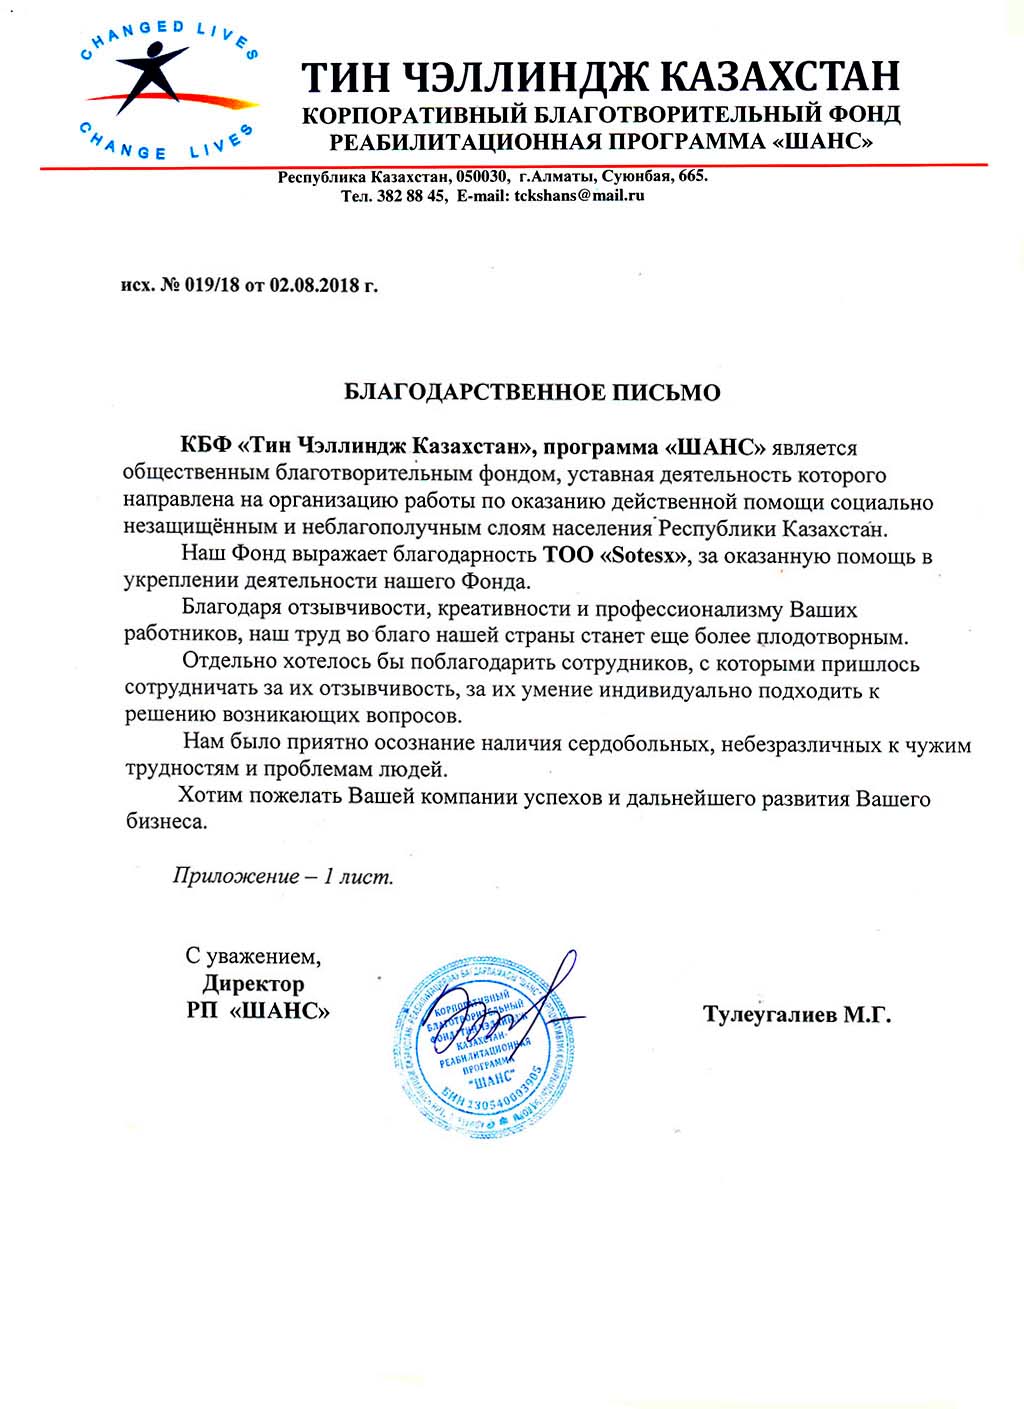 CHANGED LIVES
CHANGE LIVES
ТИН ЧЭЛЛИНДЖ КАЗАХСТАН
КОРПОРАТИВНЫЙ БЛАГОТВОРИТЕЛЬНЫЙ ФОНД
РЕАБИЛИТАЦИОННАЯ ПРОГРАММА «ШАНС»
Республика Казахстан, 050030, г.Алматы, Суюнбая, 665.
Тел. 382 88 45, E-mail: tckshans@mail.ru
исх. № 019/18 от 02.08.2018 г.
БЛАГОДАРСТВЕННОЕ ПИСЬМО
КБФ «Тин Чэллиндж Казахстан», программа «ШАНС» является
общественным благотворительным фондом, уставная деятельность которого
направлена на организацию работы по оказанию действенной помощи социально
незащищённым и неблагополучным слоям населения Республики Казахстан.
Наш Фонд выражает благодарность ТОО «Sotesx», за оказанную помощь в
укреплении деятельности нашего Фонда.
Благодаря отзывчивости, креативности и профессионализму Ваших
работников, наш труд во благо нашей страны станет еще более плодотворным.
Отдельно хотелось бы поблагодарить сотрудников, с которыми пришлось
сотрудничать за их отзывчивость, за их умение индивидуально подходить к
решению возникающих вопросов.
Нам было приятно осознание наличия сердобольных, небезразличных к чужим
трудностям и проблемам людей.
Хотим пожелать Вашей компании успехов и дальнейшего развития Вашего
бизнеса.
Приложение – 1 лист.
С уважением,
Директор
РП «ШАНС»
Тулеугалиев М.Г.
КОРПОРАТИВНЫЙ
БЛАГОТВОРИТЕЛЬНЫЙ
ФОНД "ТИН ЧЭЛЛИНДЖ
КАЗАХСТАН-
РЕАБИЛИТАЦИОННАЯ
ПРОГРАММА
"ШАНС"
БИН 130540003905